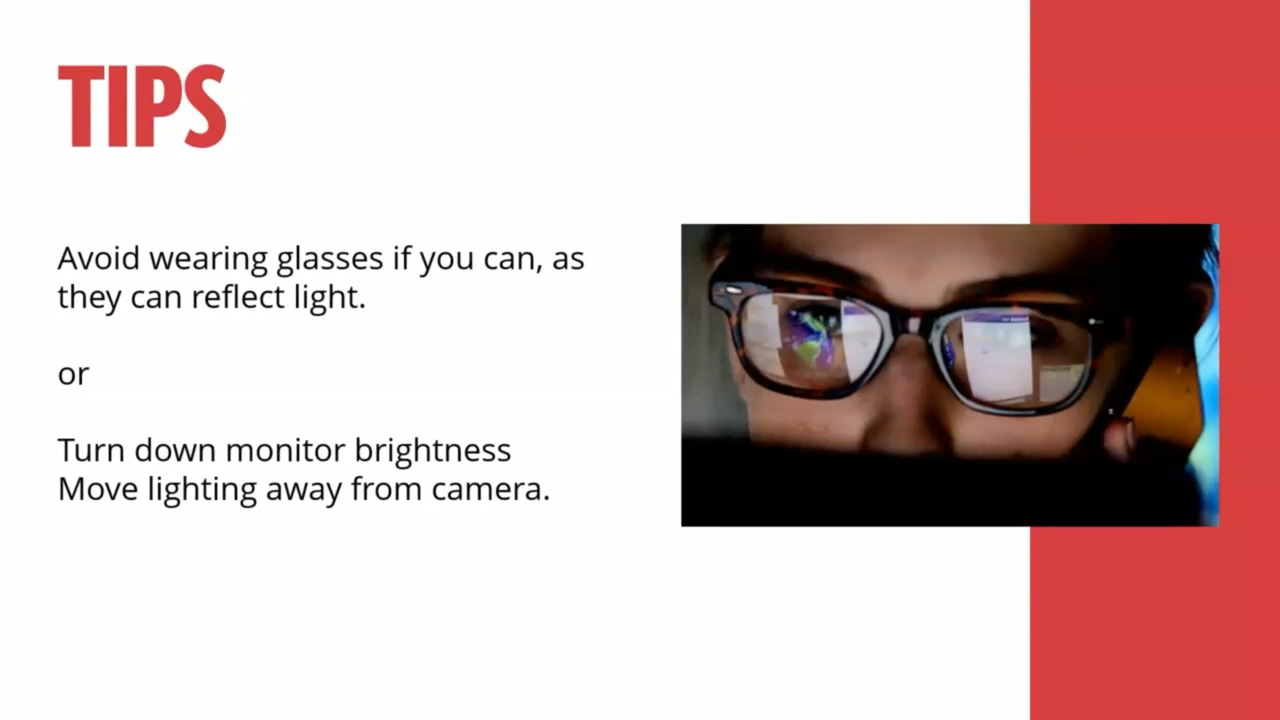 TIPS
Avoid wearing glasses if you can, as
they can reflect light.
or
Turn down monitor brightness
Move lighting away from camera.